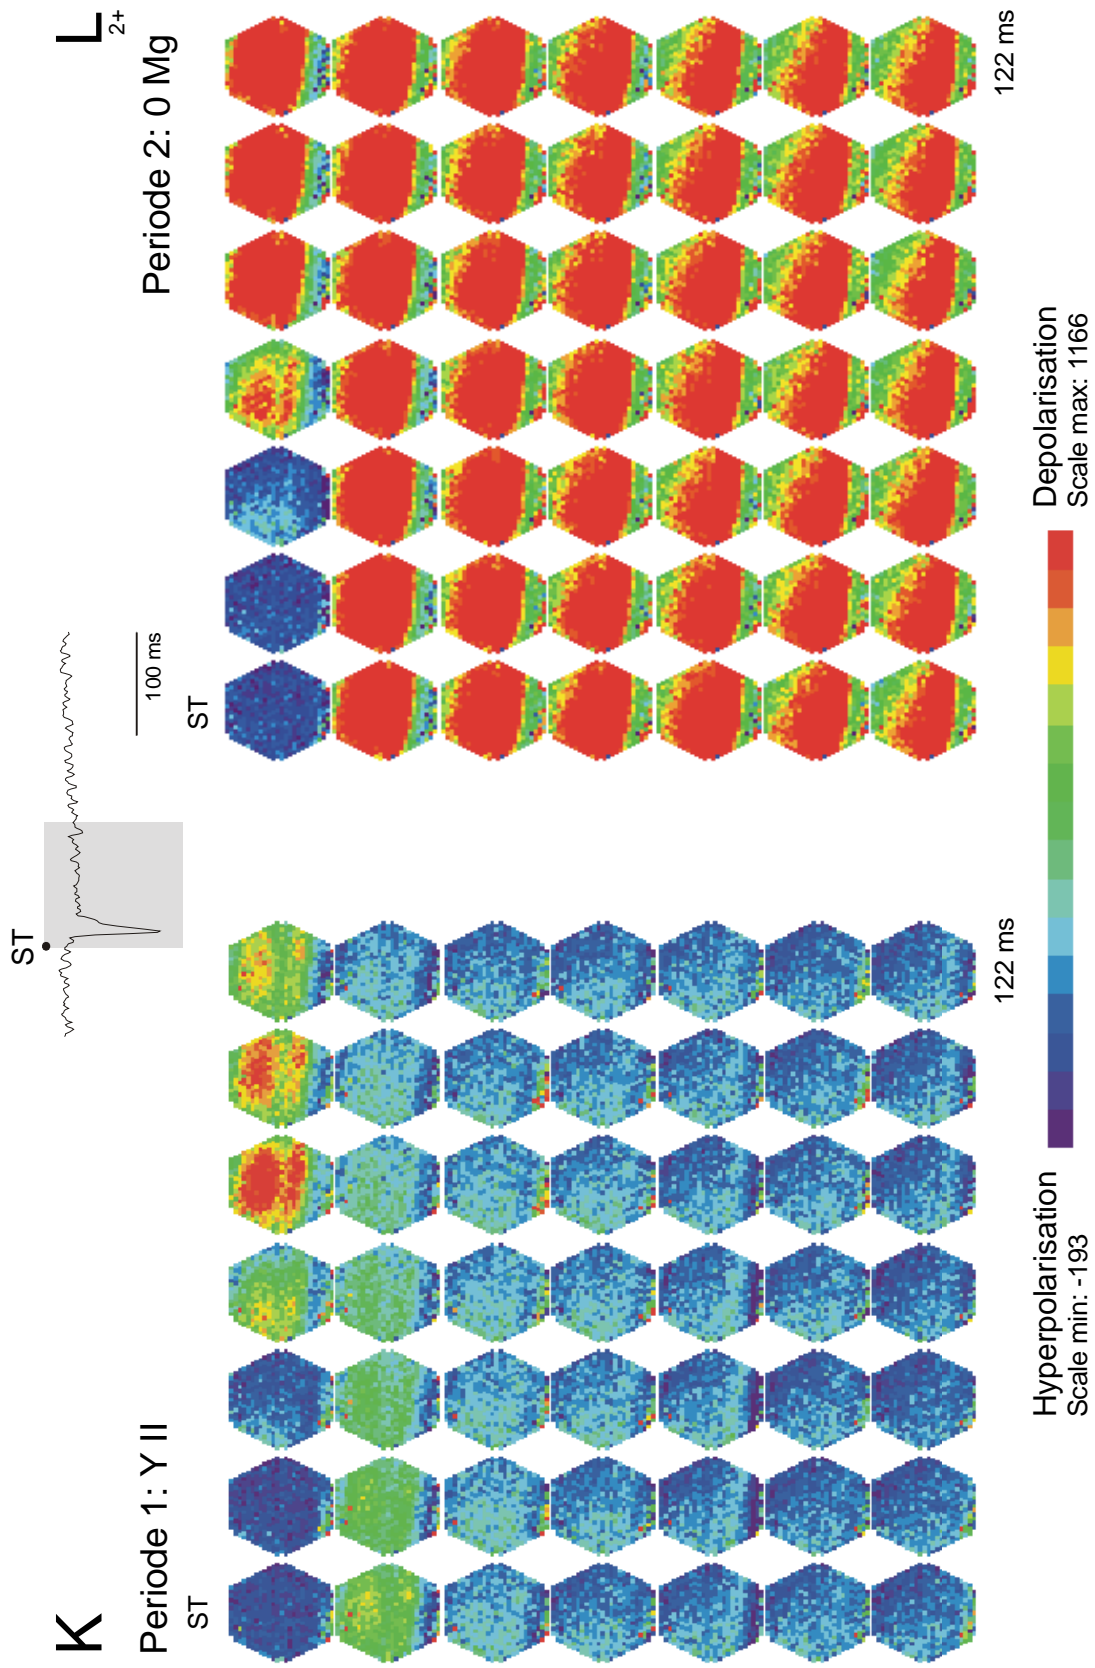 K
Periode 1: Y II
ST
122 ms
ST
100 ms
L
Periode 2: 0 Mg2+
ST
122 ms
Hyperpolarisation
Scale min: -193
Depolarisation
Scale max: 1166